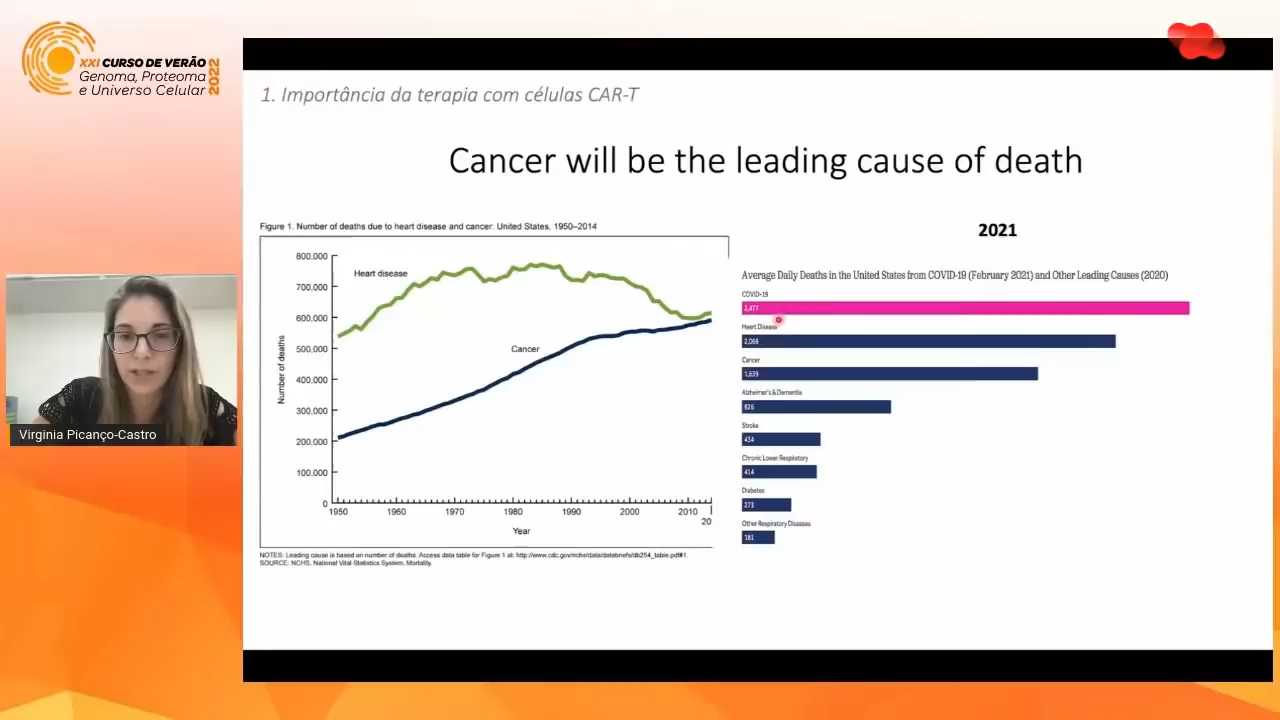 XXI CURSO DE VERÃO
Genoma, Proteoma
e Universo Celular
2022
1. Importância da terapia com células CAR-T
Cancer will be the leading cause of death
Figure 1. Number of deaths due to heart disease and cancer: United States, 1950–2014
800,000
700,000
600,000
500,000
400,000
300,000
200,000
100,000
0
Number of deaths
Heart disease
Cancer
1950
1960
1970
1980
1990
2000
2010
20
Year
NOTES: Leading cause is based on number of deaths. Access data table for Figure 1 at: http://www.cdc.gov/nchs/data/databriefs/db254_table.pdf#1.
SOURCE: NCHS, National Vital Statistics System, Mortality.
2021
Average Daily Deaths in the United States from COVID-19 (February 2021) and Other Leading Causes (2020)
COVID-19
2,477
Heart Disease
2,068
Cancer
1,639
Alzheimer's & Dementia
826
Stroke
434
Chronic Lower Respiratory
414
Diabetes
273
Other Respiratory Diseases
181
Virginia Picanço-Castro